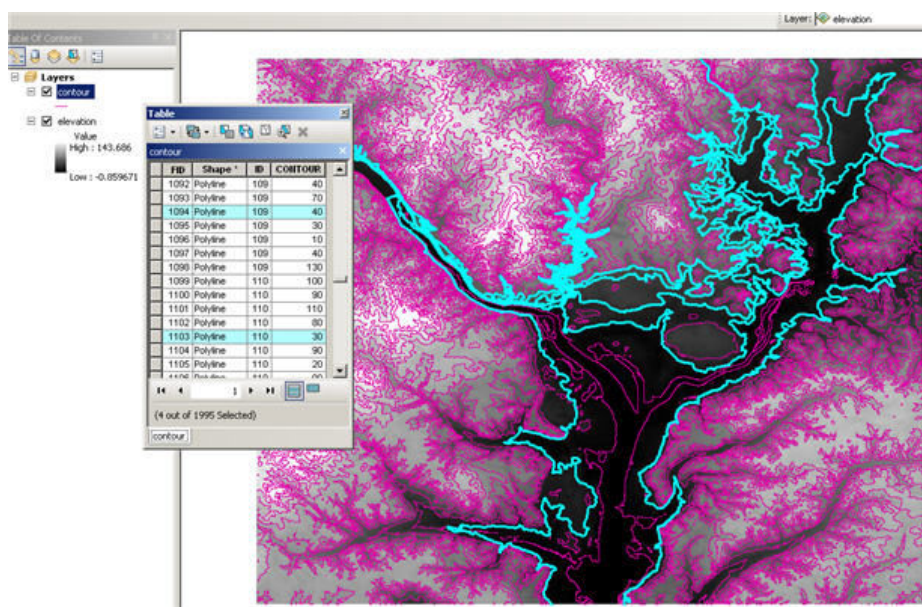 Layer: elevation
Table Of Contents
Layers
contour
elevation
Value
High : 143.686
Low : -0.859671
Table
contour
FID Shape * ID CONTOUR
1092 Polyline 109 40
1093 Polyline 109 70
1094 Polyline 109 40
1095 Polyline 109 30
1096 Polyline 109 10
1097 Polyline 109 40
1098 Polyline 109 130
1099 Polyline 110 100
1100 Polyline 110 90
1101 Polyline 110 110
1102 Polyline 110 80
1103 Polyline 110 30
1104 Polyline 110 90
1105 Polyline 110 20
1106 Polyline 110
1
(4 out of 1995 Selected)
contour